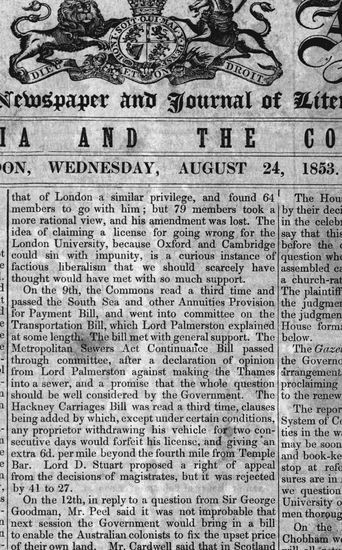 HONI SOIT QUI MAL Y PENSE
DIEU ET MON DROIT
Newspaper and Journal of Liter
IA AND THE CO
DON, WEDNESDAY, AUGUST 24, 1853.
that of London a similar privilege, and found 64
members to go with him; but 79 members took a
more rational view, and his amendment was lost. The
idea of claiming a license for going wrong for the
London University, because Oxford and Cambridge
could sin with impunity, is a curious instance of
factious liberalism that we should scarcely have
thought would have met with so much support.
On the 9th, the Commons read a third time and
passed the South Sea and other Annuities Provision
for Payment Bill, and went into committee on the
Transportation Bill, which Lord Palmerston explained
at some length. The bill met with general support. The
Metropolitan Sewers Act Continuance Bill passed
through committee, after a declaration of opinion
from Lord Palmerston against making the Thames
into a sewer, and a promise that the whole question
should be well considered by the Government. The
Hackney Carriages Bill was read a third time, clauses
being added by which, except under certain conditions,
any proprietor withdrawing his vehicle for two con-
secutive days would forfeit his license, and giving an
extra 6d. per mile beyond the fourth mile from Temple
Bar. Lord D. Stuart proposed a right of appeal
from the decisions of magistrates, but it was rejected
by 41 to 27.
On the 12th, in reply to a question from Sir George
Goodman, Mr. Peel said it was not improbable that
next session the Government would bring in a bill
to enable the Australian colonists to fix the upset price
of their own land. Mr. Cardwell said that in Scotland
The Hou
by their deci
in the celebr
say that this
before the c
question whe
assembled ca
a church-rat
The plaintiff
the judgmen
the judgmen
House form
below.
The Gaze
the Governo
arrangement
proclaiming
to the renew
The repor
System of Co
ties in the w
may be soon
and book-ke
stop at refo
sures are in
we question
University o
men thoroug
On the
Chobham w